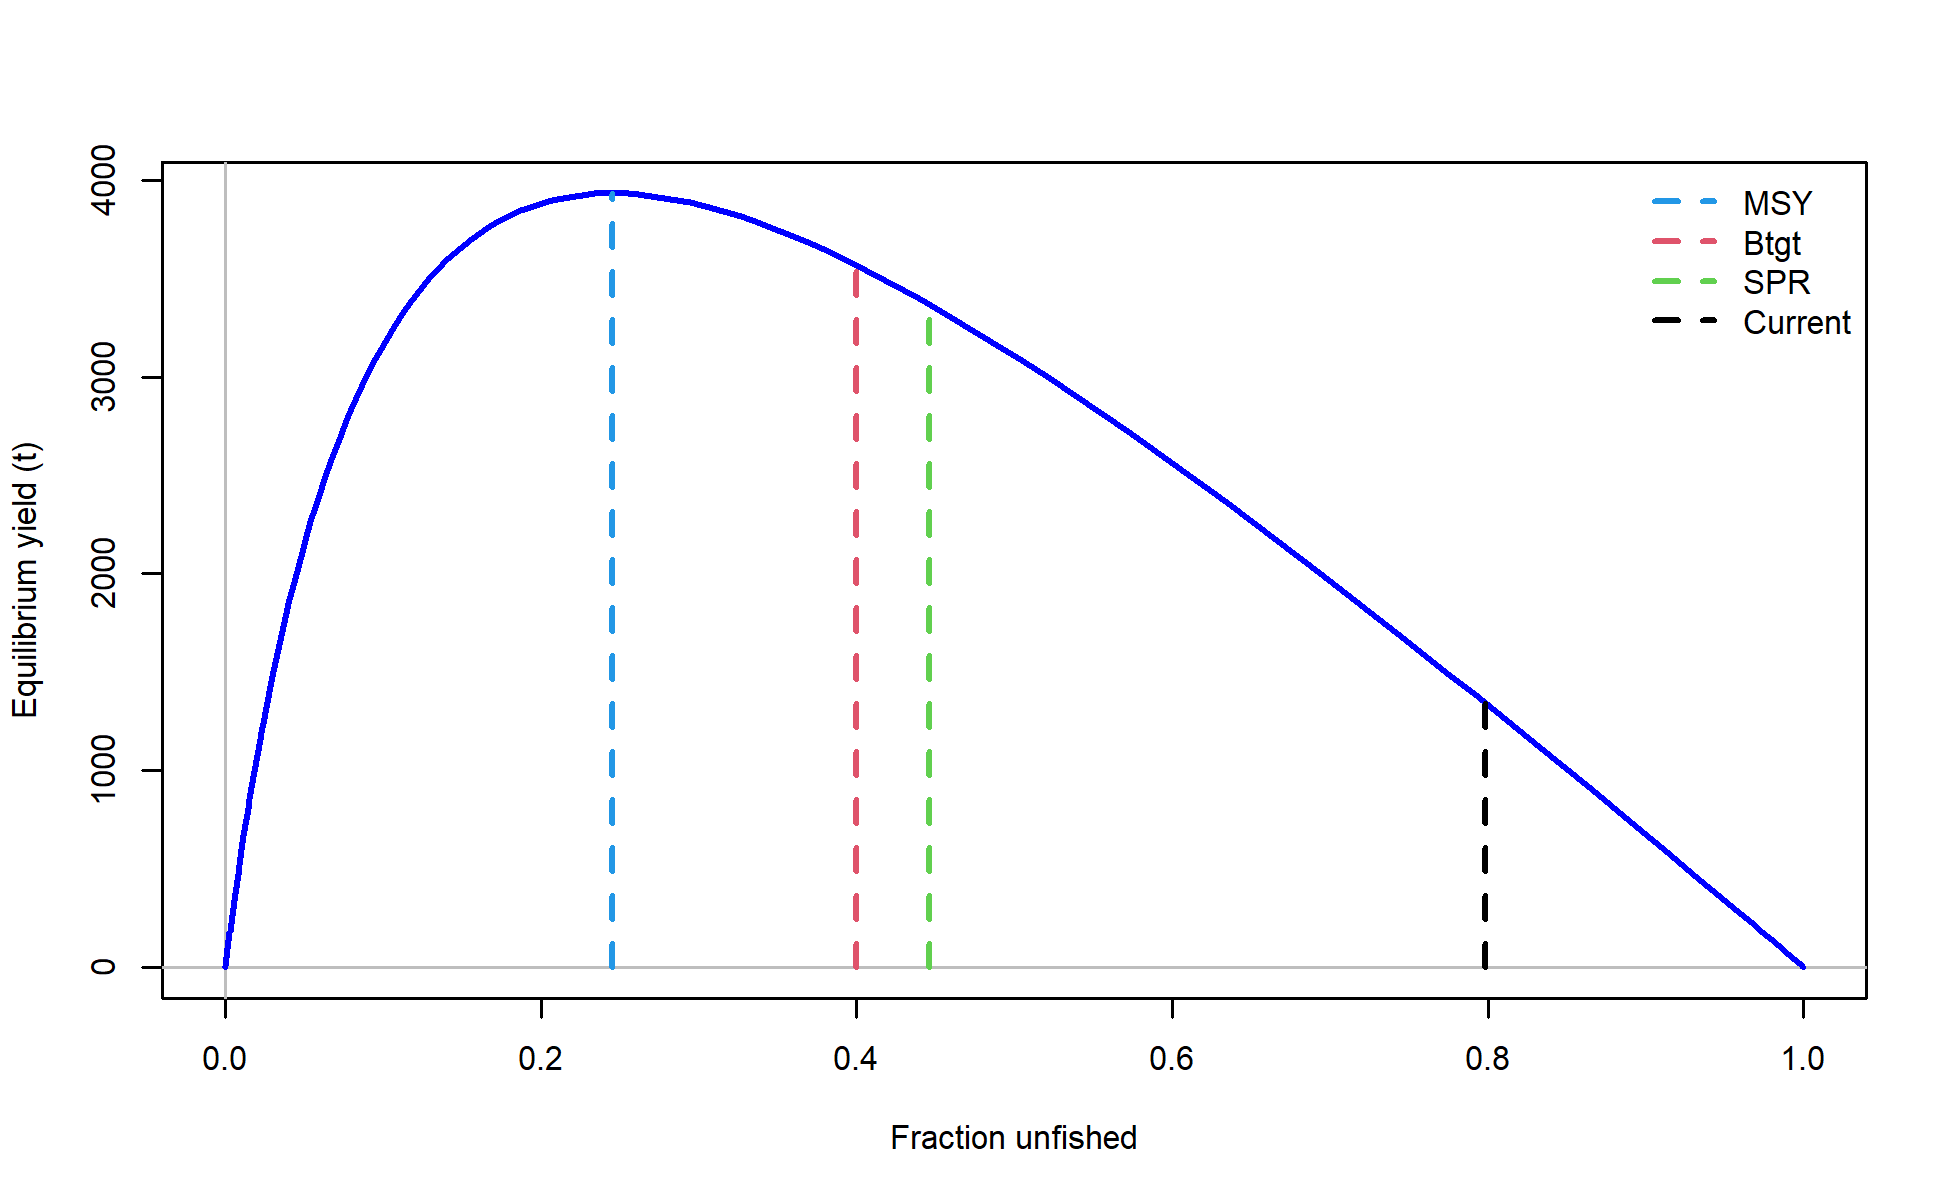 MSY
Btgt
SPR
Current
Equilibrium yield (t)
4000
3000
2000
1000
0
0.0 0.2 0.4 0.6 0.8 1.0
Fraction unfished